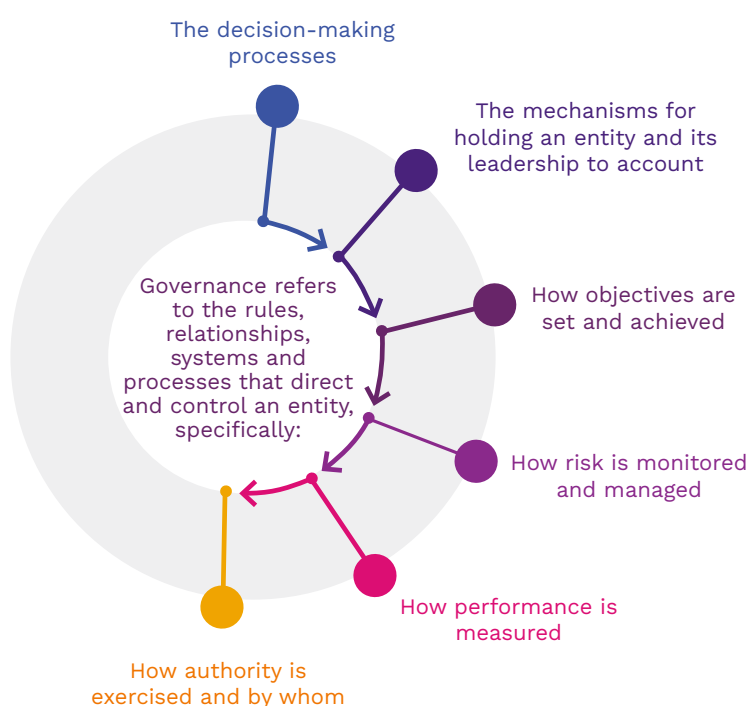 The decision-making
processes
The mechanisms for
holding an entity and its
leadership to account
How objectives are
set and achieved
Governance refers
to the rules,
relationships,
systems and
processes that direct
and control an entity,
specifically:
How risk is monitored
and managed
How performance is
measured
How authority is
exercised and by whom